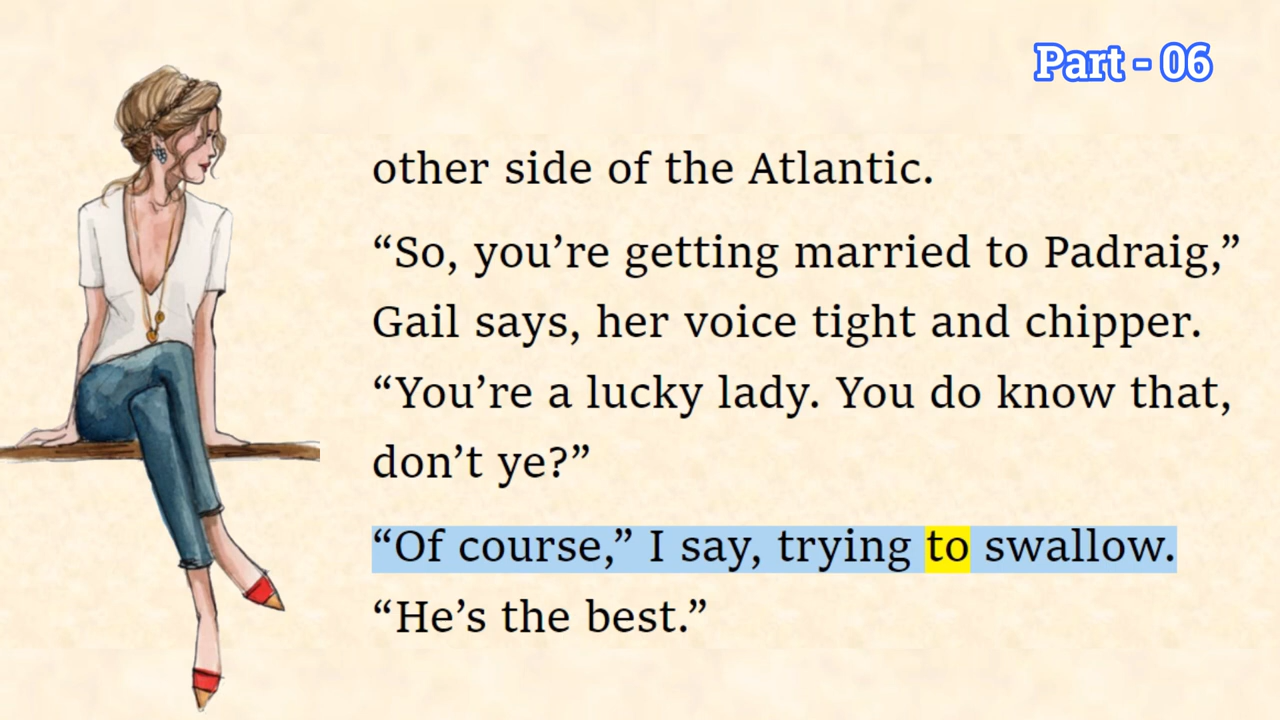 Part - 06
other side of the Atlantic.
“So, you’re getting married to Padraig,”
Gail says, her voice tight and chipper.
“You’re a lucky lady. You do know that,
don’t ye?”
“Of course,” I say, trying to swallow.
“He’s the best.”